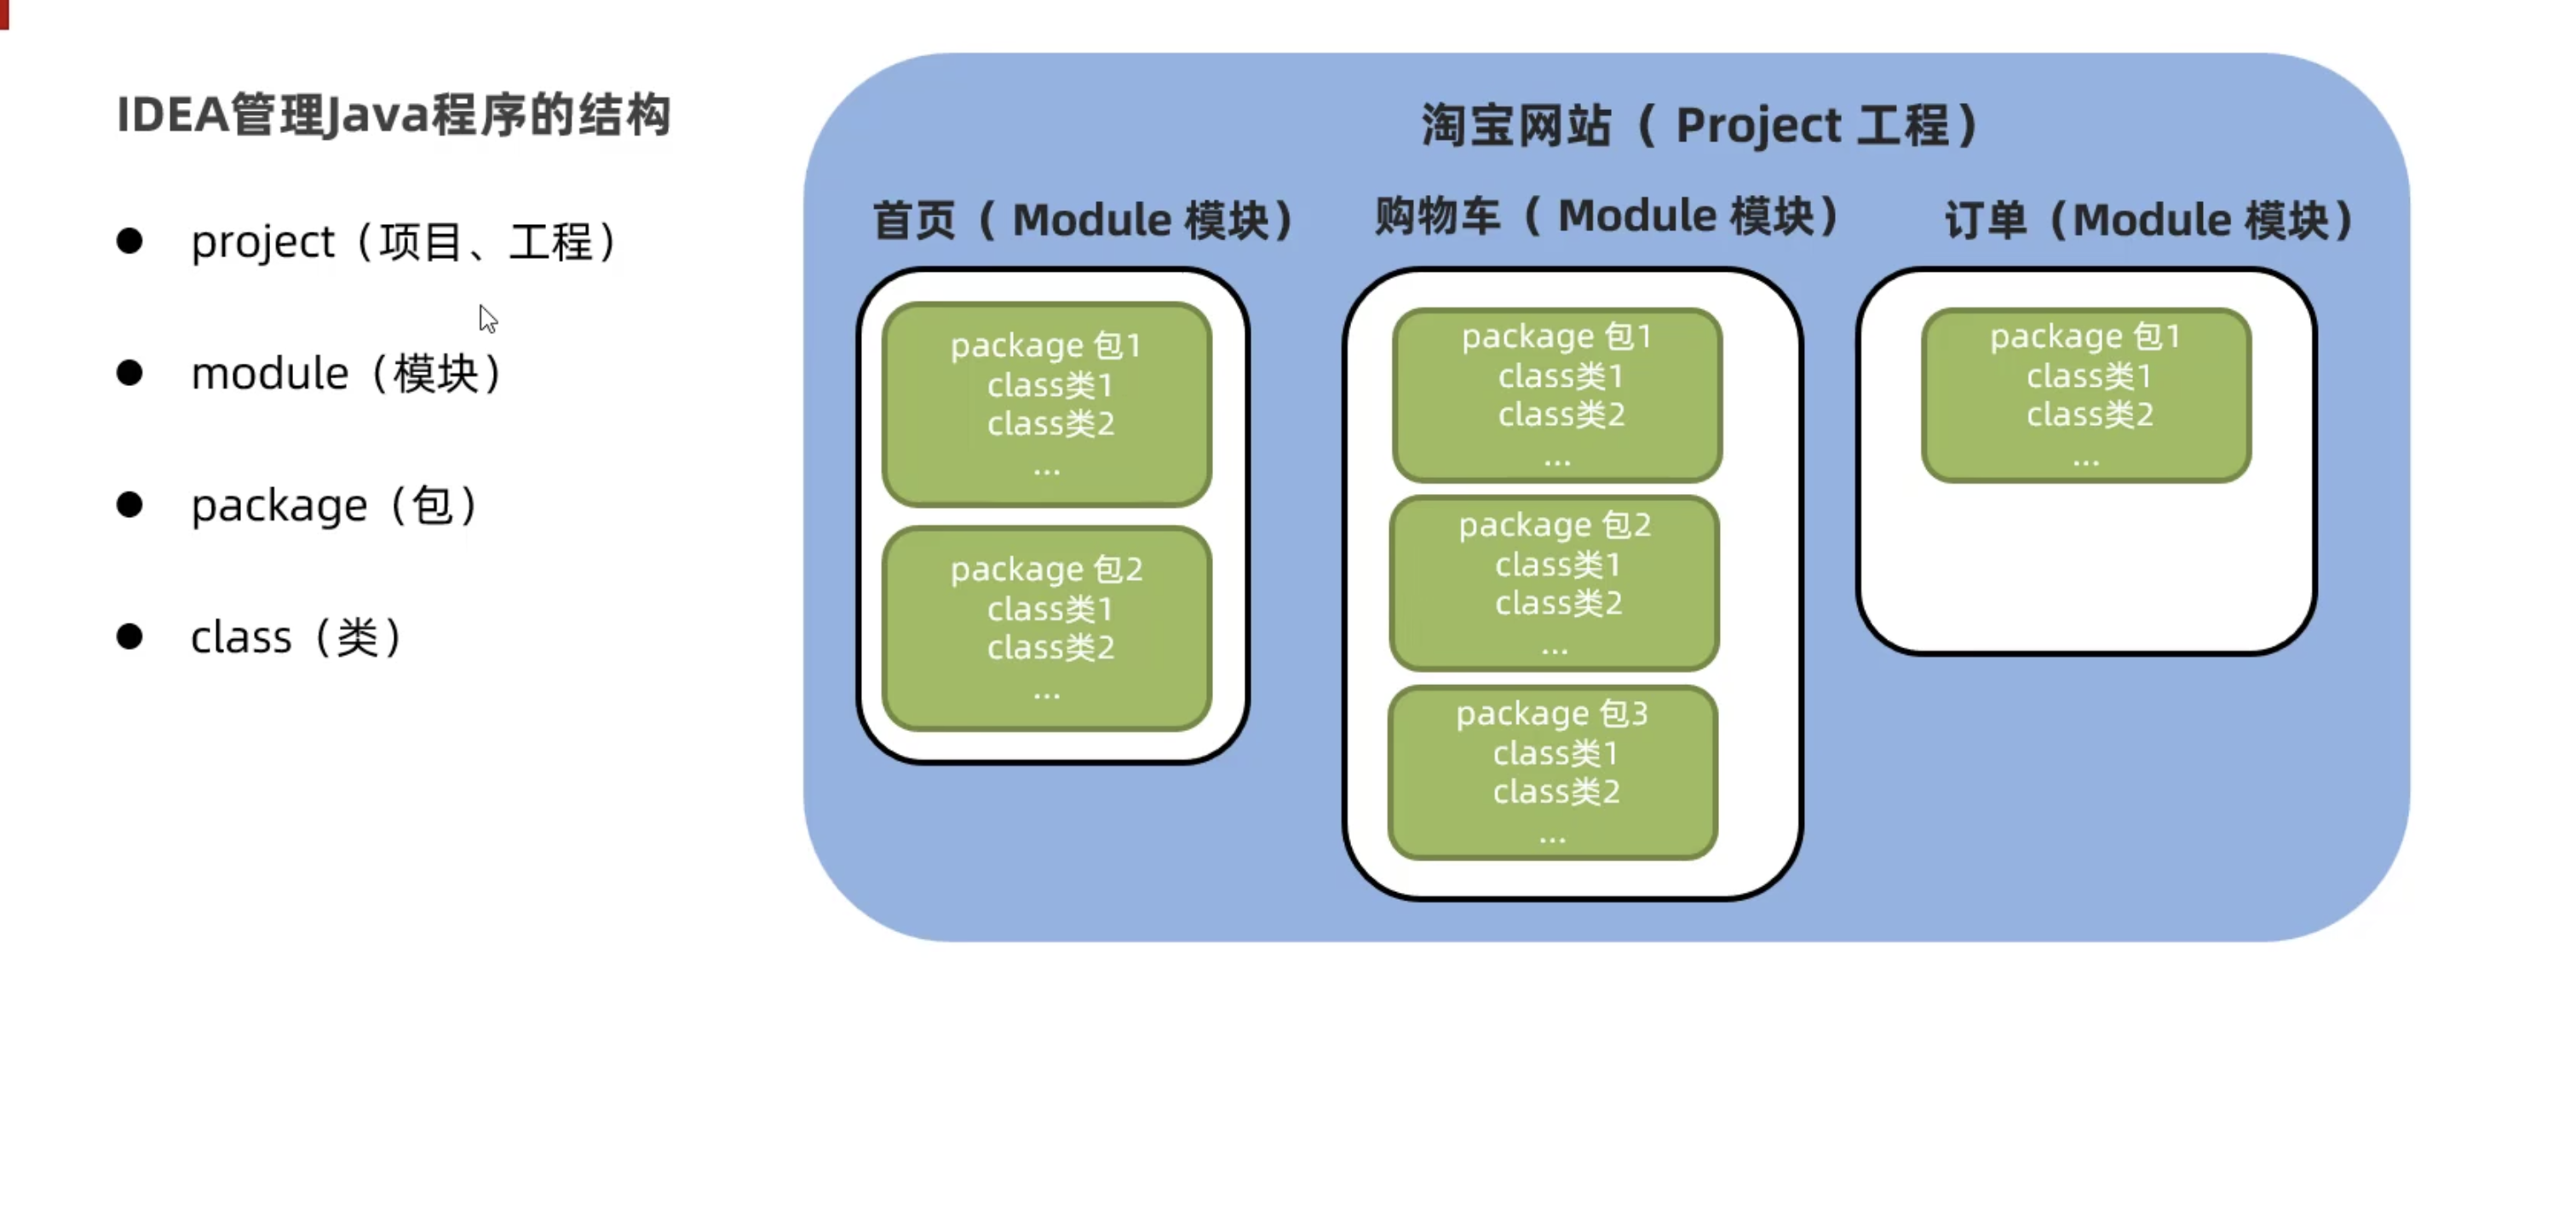 IDEA管理Java程序的结构
project（项目、工程）
module（模块）
package（包）
class（类）
淘宝网站（ Project 工程）
首页（ Module 模块）
package 包1
class类1
class类2
...
package 包2
class类1
class类2
...
购物车（ Module 模块）
package 包1
class类1
class类2
...
package 包2
class类1
class类2
...
package 包3
class类1
class类2
...
订单（Module 模块）
package 包1
class类1
class类2
...